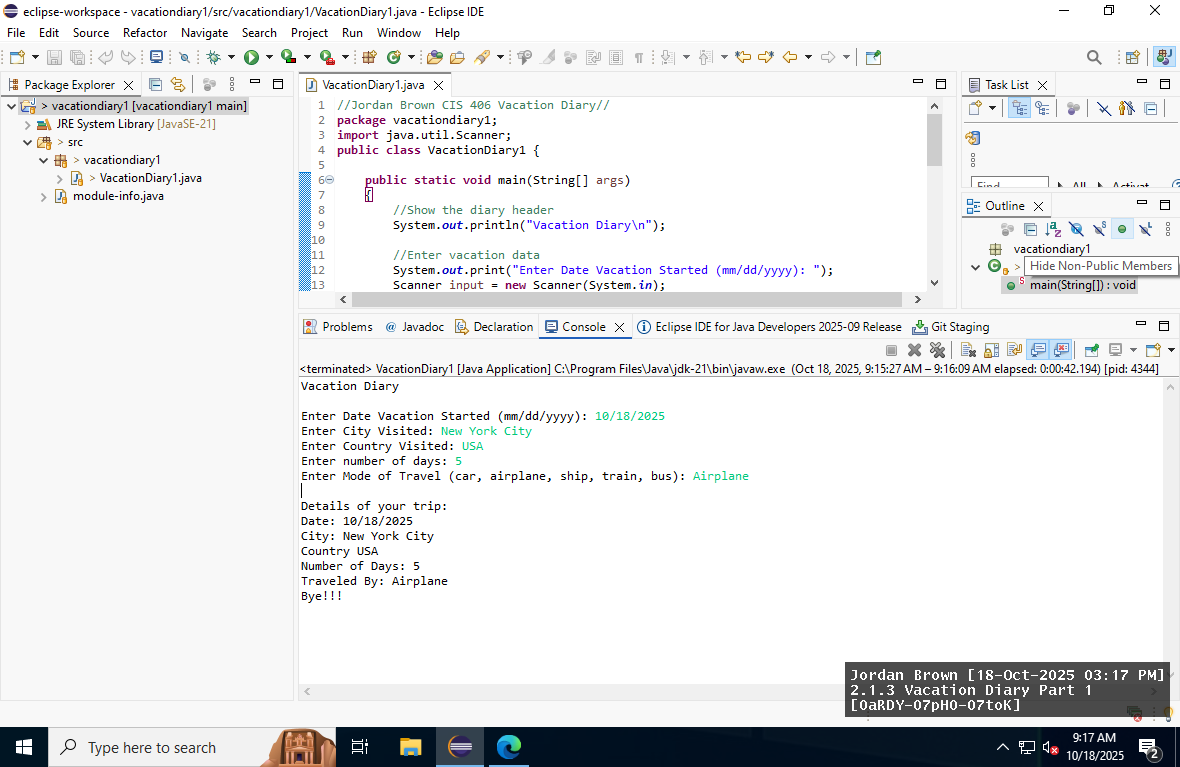 eclipse-workspace - vacationdiary1/src/vacationdiary1/VacationDiary1.java - Eclipse IDE
File Edit Source Refactor Navigate Search Project Run Window Help
Package Explorer
> vacationdiary1 [vacationdiary1 main]
JRE System Library [JavaSE-21]
> src
> vacationdiary1
> VacationDiary1.java
module-info.java
VacationDiary1.java
1 //Jordan Brown CIS 406 Vacation Diary//
2 package vacationdiary1;
3 import java.util.Scanner;
4 public class VacationDiary1 {
5
6 public static void main(String[] args)
7 {
8 //Show the diary header
9 System.out.println("Vacation Diary\n");
10
11 //Enter vacation data
12 System.out.print("Enter Date Vacation Started (mm/dd/yyyy): ");
13 Scanner input = new Scanner(System.in);
Task List
Find All Activat
Outline
vacationdiary1
>
Hide Non-Public Members
main(String[]) : void
Problems @ Javadoc Declaration Console Eclipse IDE for Java Developers 2025-09 Release Git Staging
<terminated> VacationDiary1 [Java Application] C:\Program Files\Java\jdk-21\bin\javaw.exe (Oct 18, 2025, 9:15:27 AM – 9:16:09 AM elapsed: 0:00:42.194) [pid: 4344]
Vacation Diary
Enter Date Vacation Started (mm/dd/yyyy): 10/18/2025
Enter City Visited: New York City
Enter Country Visited: USA
Enter number of days: 5
Enter Mode of Travel (car, airplane, ship, train, bus): Airplane
Details of your trip:
Date: 10/18/2025
City: New York City
Country USA
Number of Days: 5
Traveled By: Airplane
Bye!!!
Jordan Brown [18-Oct-2025 03:17 PM]
2.1.3 Vacation Diary Part 1
[OaRDY-O7pHO-O7toK]
Type here to search
9:17 AM
10/18/2025
2